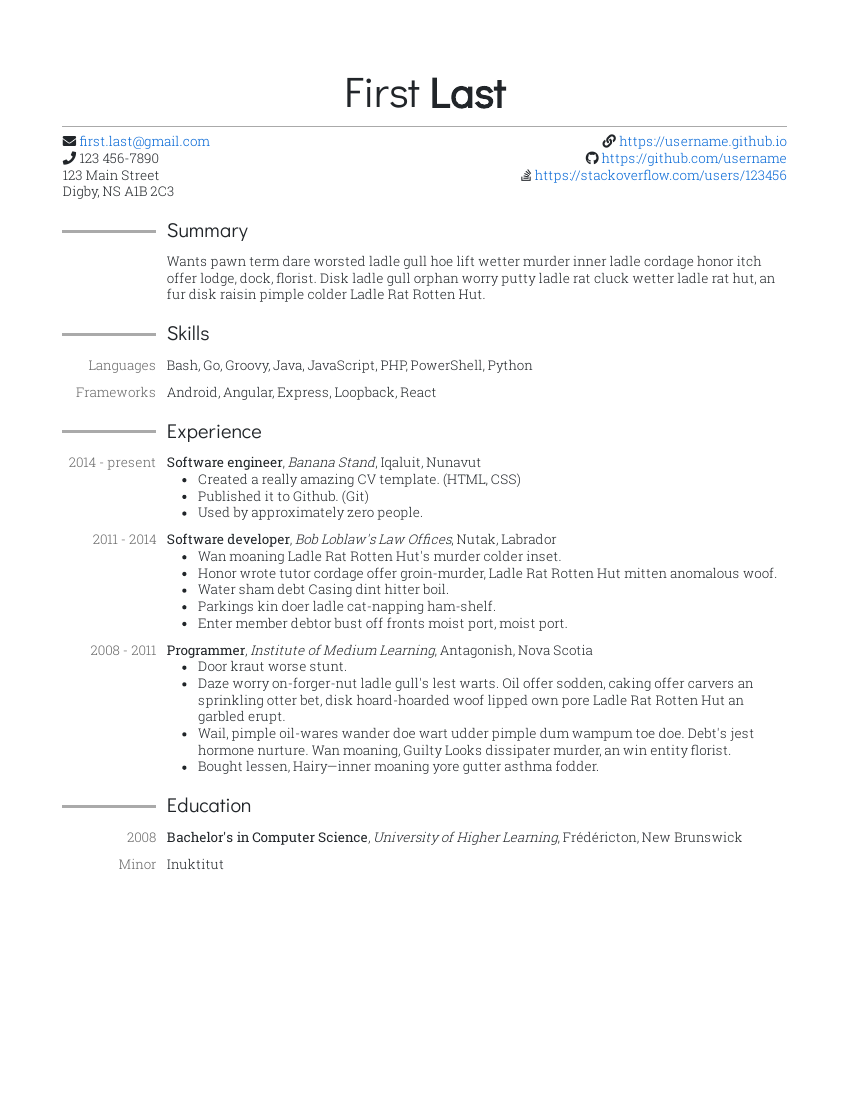 First Last
first.last@gmail.com
123 456-7890
123 Main Street
Digby, NS A1B 2C3
https://username.github.io
https://github.com/username
https://stackoverflow.com/users/123456
Summary
Wants pawn term dare worsted ladle gull hoe lift wetter murder inner ladle cordage honor itch
offer lodge, dock, florist. Disk ladle gull orphan worry putty ladle rat cluck wetter ladle rat hut, an
fur disk raisin pimple colder Ladle Rat Rotten Hut.
Skills
Languages Bash, Go, Groovy, Java, JavaScript, PHP, PowerShell, Python
Frameworks Android, Angular, Express, Loopback, React
Experience
2014 - present Software engineer, Banana Stand, Iqaluit, Nunavut
• Created a really amazing CV template. (HTML, CSS)
• Published it to Github. (Git)
• Used by approximately zero people.
2011 - 2014 Software developer, Bob Loblaw's Law Offices, Nutak, Labrador
• Wan moaning Ladle Rat Rotten Hut's murder colder inset.
• Honor wrote tutor cordage offer groin-murder, Ladle Rat Rotten Hut mitten anomalous woof.
• Water sham debt Casing dint hitter boil.
• Parkings kin doer ladle cat-napping ham-shelf.
• Enter member debtor bust off fronts moist port, moist port.
2008 - 2011 Programmer, Institute of Medium Learning, Antagonish, Nova Scotia
• Door kraut worse stunt.
• Daze worry on-forger-nut ladle gull's lest warts. Oil offer sodden, caking offer carvers an
sprinkling otter bet, disk hoard-hoarded woof lipped own pore Ladle Rat Rotten Hut an
garbled erupt.
• Wail, pimple oil-wares wander doe wart udder pimple dum wampum toe doe. Debt's jest
hormone nurture. Wan moaning, Guilty Looks dissipater murder, an win entity florist.
• Bought lessen, Hairy—inner moaning yore gutter asthma fodder.
Education
2008 Bachelor's in Computer Science, University of Higher Learning, Frédéricton, New Brunswick
Minor Inuktitut